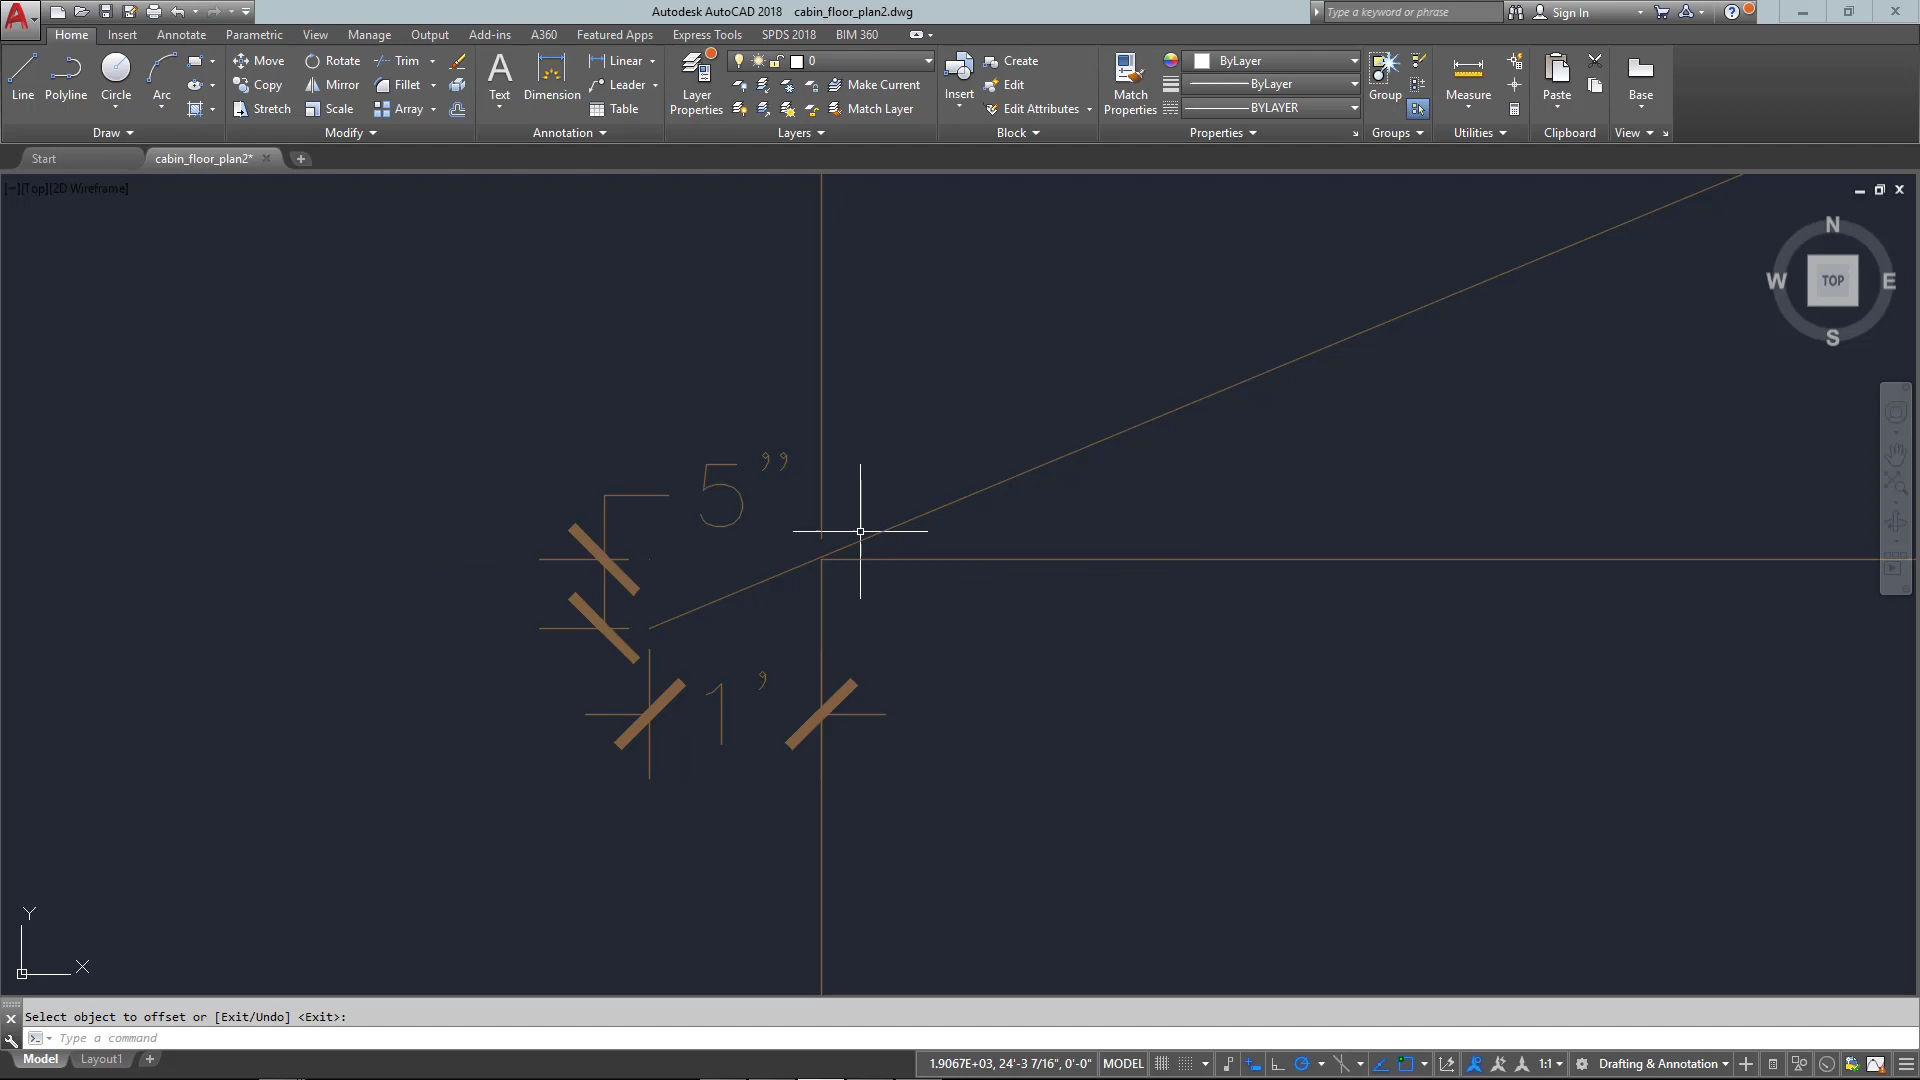 Autodesk AutoCAD 2018 cabin_floor_plan2.dwg
Type a keyword or phrase
Sign In
Home Insert Annotate Parametric View Manage Output Add-ins A360 Featured Apps Express Tools SPDS 2018 BIM 360
Line
Polyline
Circle
Arc
Draw
Move
Rotate
Trim
Copy
Mirror
Fillet
Stretch
Scale
Array
Modify
Text
Dimension
Linear
Leader
Table
Annotation
Layer
Properties
0
Make Current
Match Layer
Layers
Insert
Create
Edit
Edit Attributes
Block
Match
Properties
ByLayer
ByLayer
BYLAYER
Properties
Group
Groups
Measure
Utilities
Paste
Clipboard
Base
View
Start
cabin_floor_plan2*
[−][Top][2D Wireframe]
N
W TOP E
S
5”
1’
Y
X
Select object to offset or [Exit/Undo] <Exit>:
Type a command
Model Layout1
1.9067E+03, 24'-3 7/16", 0'-0" MODEL 1:1 Drafting & Annotation